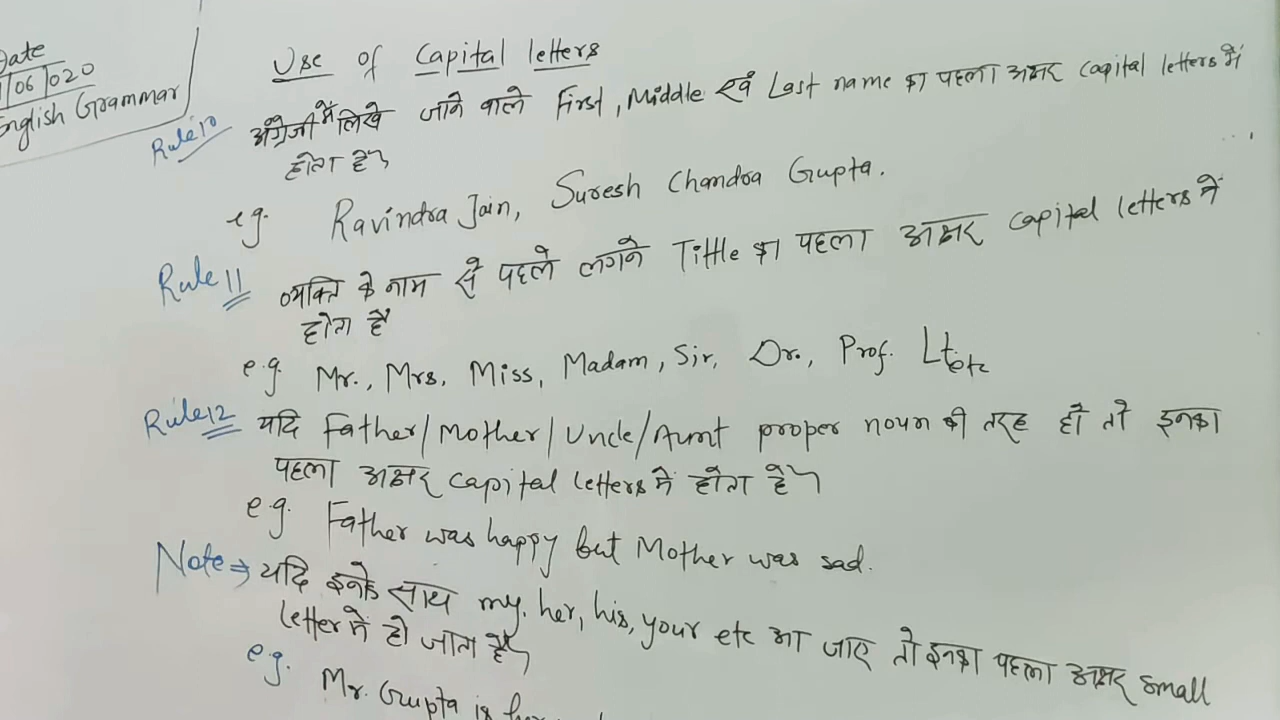 Date
/06/020
English Grammar
Use of Capital letters
Rule 10 अंग्रेजी में लिखे जाने वाले First, Middle एवं Last name का पहला अक्षर Capital letters में
होता है
e.g. Ravindra Jain, Suresh Chandra Gupta.
Rule 11 व्यक्ति के नाम से पहले लगने Tittle का पहला अक्षर Capital letters में
होता है
e.g. Mr., Mrs. Miss, Madam, Sir, Dr., Prof. Lt. etc
Rule 12 यदि Father/Mother/Uncle/Aunt proper noun की तरह हो तो इनका
पहला अक्षर Capital letters में होता है
e.g. Father was happy but Mother was sad.
Note ⇒ यदि इनके साथ my, her, his, your etc आ जाए तो इनका पहला अक्षर small
letter में हो जाता है
e.g. Mr. Gupta is